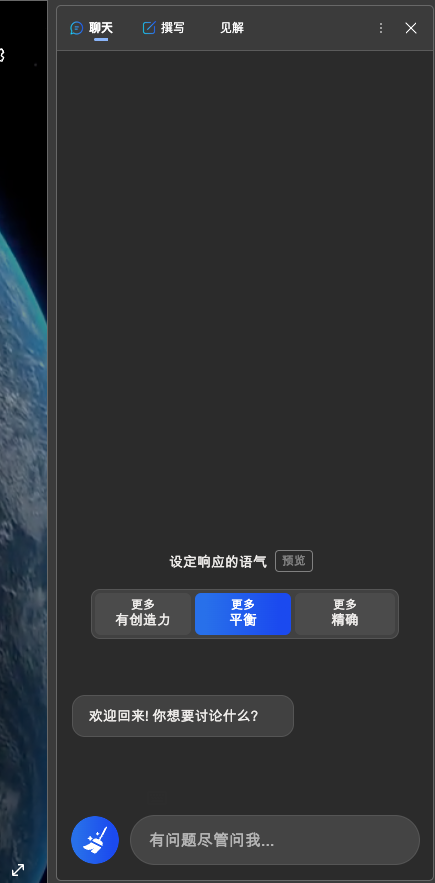 聊天
撰写
见解
设定响应的语气
预览
更多
有创造力
更多
平衡
更多
精确
欢迎回来! 你想要讨论什么?
有问题尽管问我...